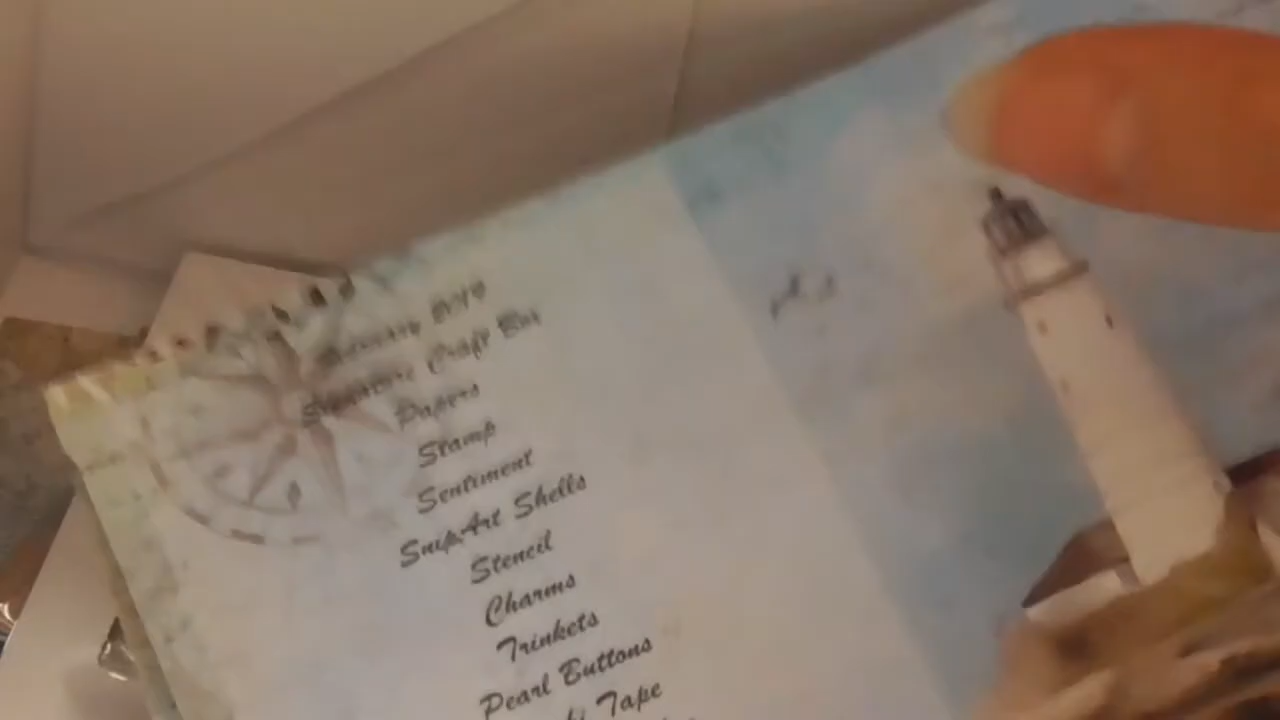 Craft Box
Papers
Stamp
Sentiment
SnipArt Shells
Stencil
Charms
Trinkets
Pearl Buttons
Tape